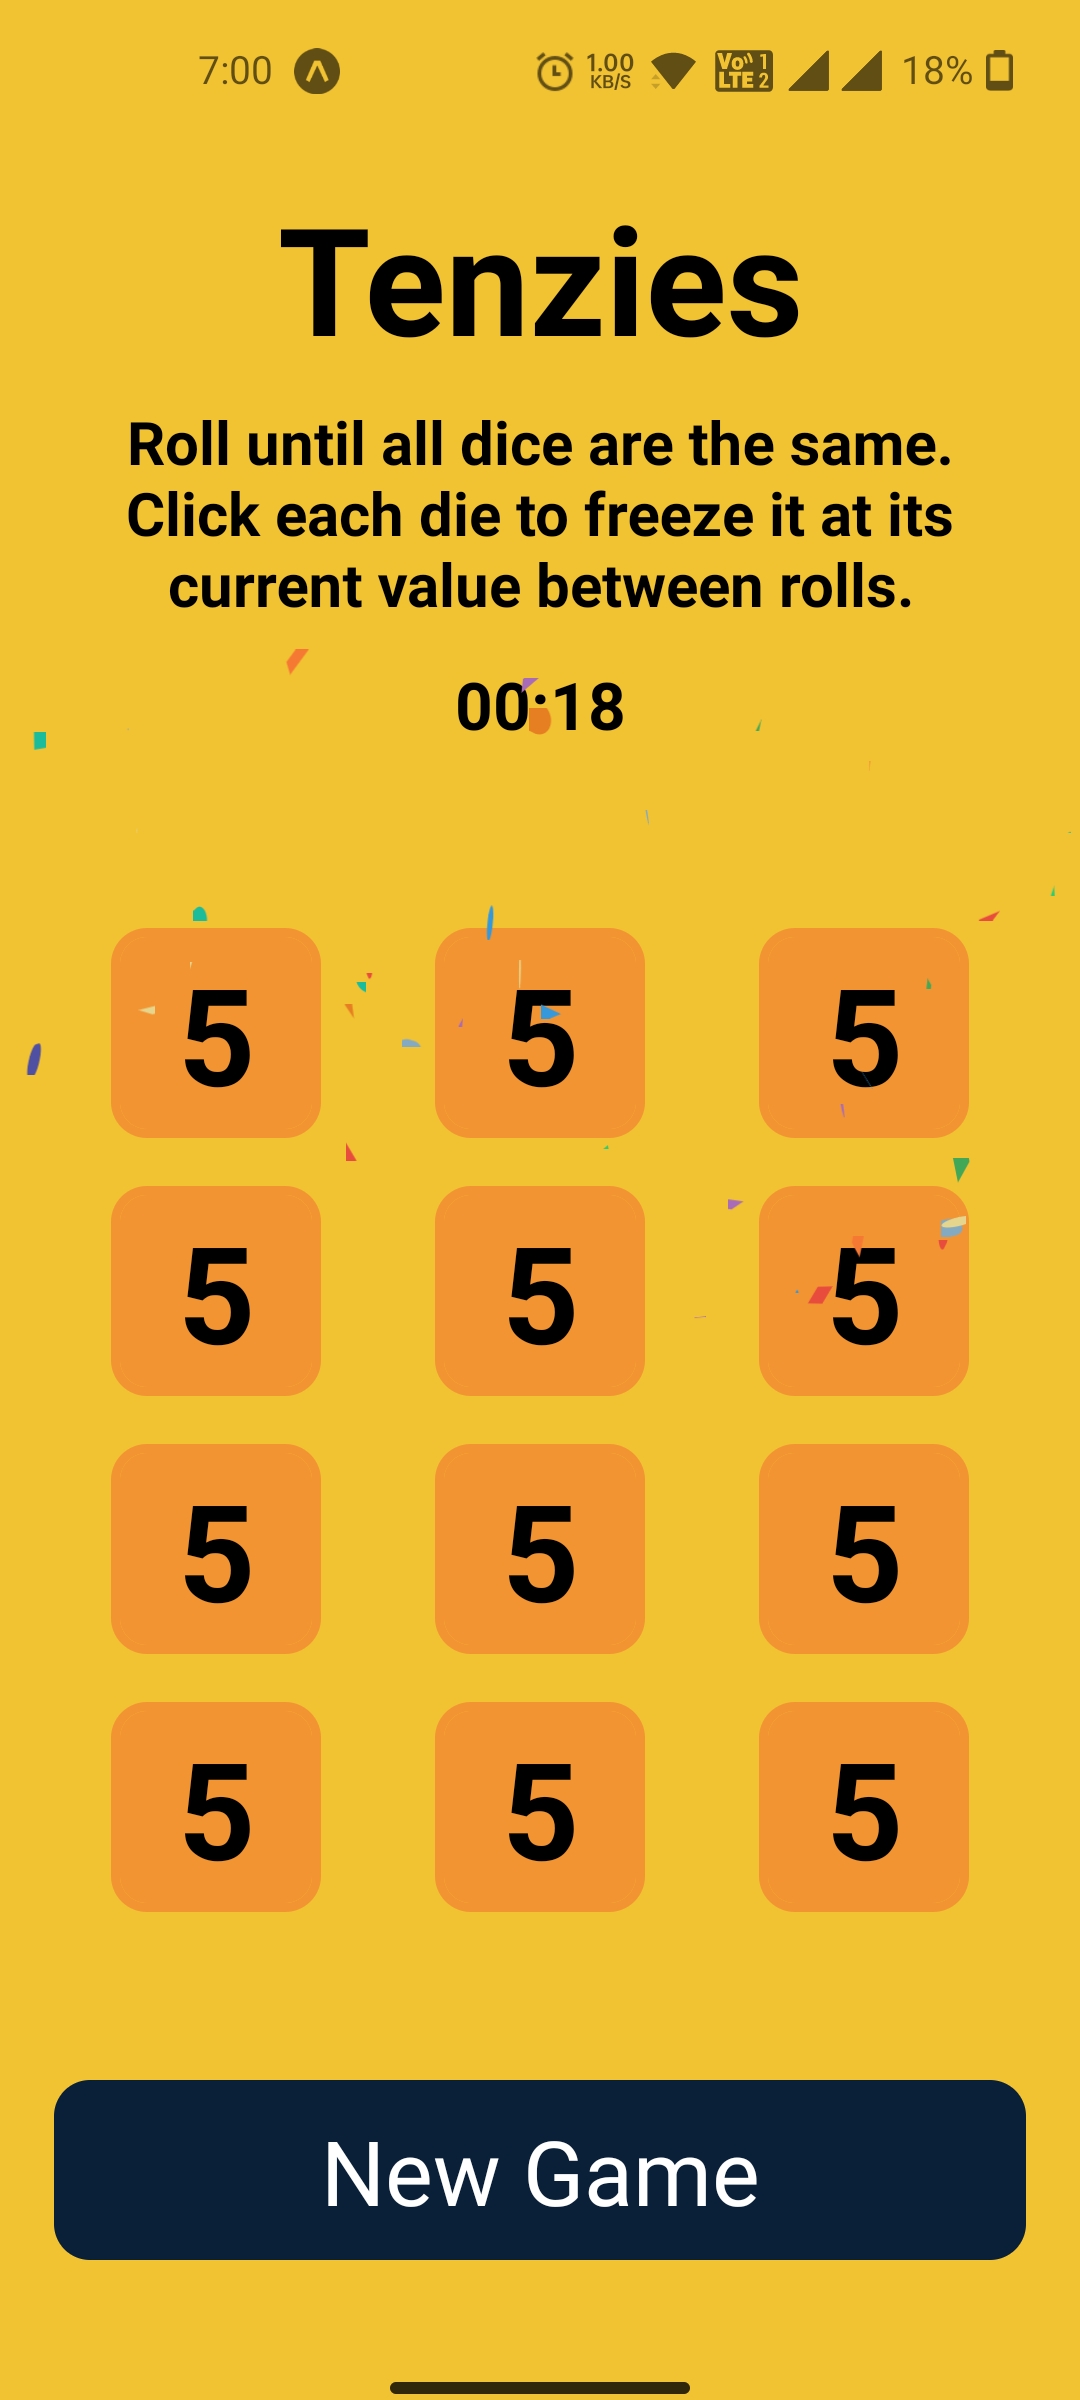 7:00 1.00 KB/S Vo LTE 1 2 18%
Tenzies
Roll until all dice are the same.
Click each die to freeze it at its
current value between rolls.
00:18
5 5 5
5 5 5
5 5 5
5 5 5
New Game